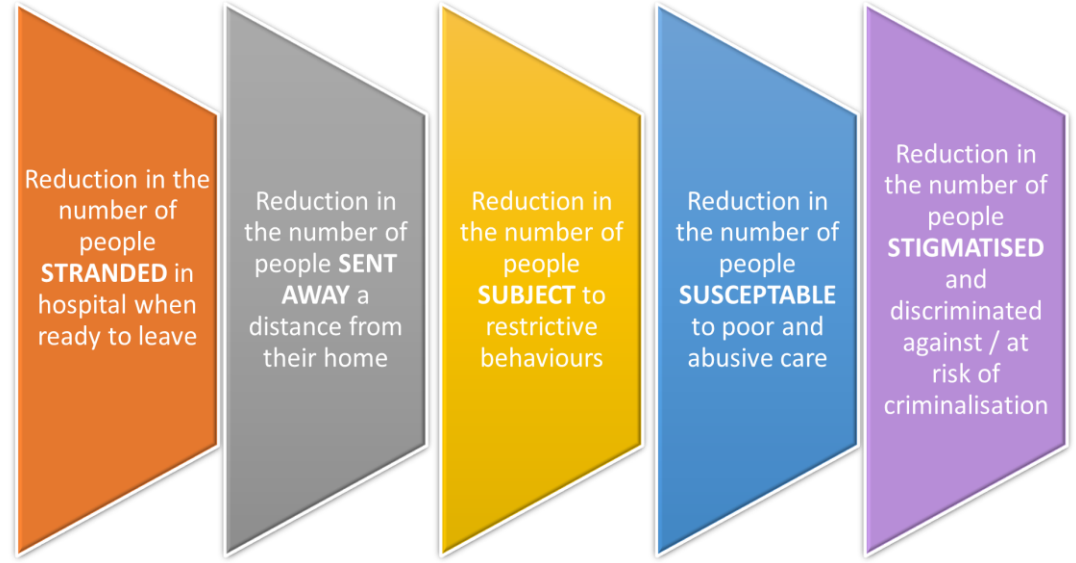 Reduction in the
number of
people
STRANDED in
hospital when
ready to leave
Reduction in
the number of
people SENT
AWAY a
distance from
their home
Reduction in
the number of
people
SUBJECT to
restrictive
behaviours
Reduction in
the number of
people
SUSCEPTABLE
to poor and
abusive care
Reduction in
the number of
people
STIGMATISED
and
discriminated
against / at
risk of
criminalisation